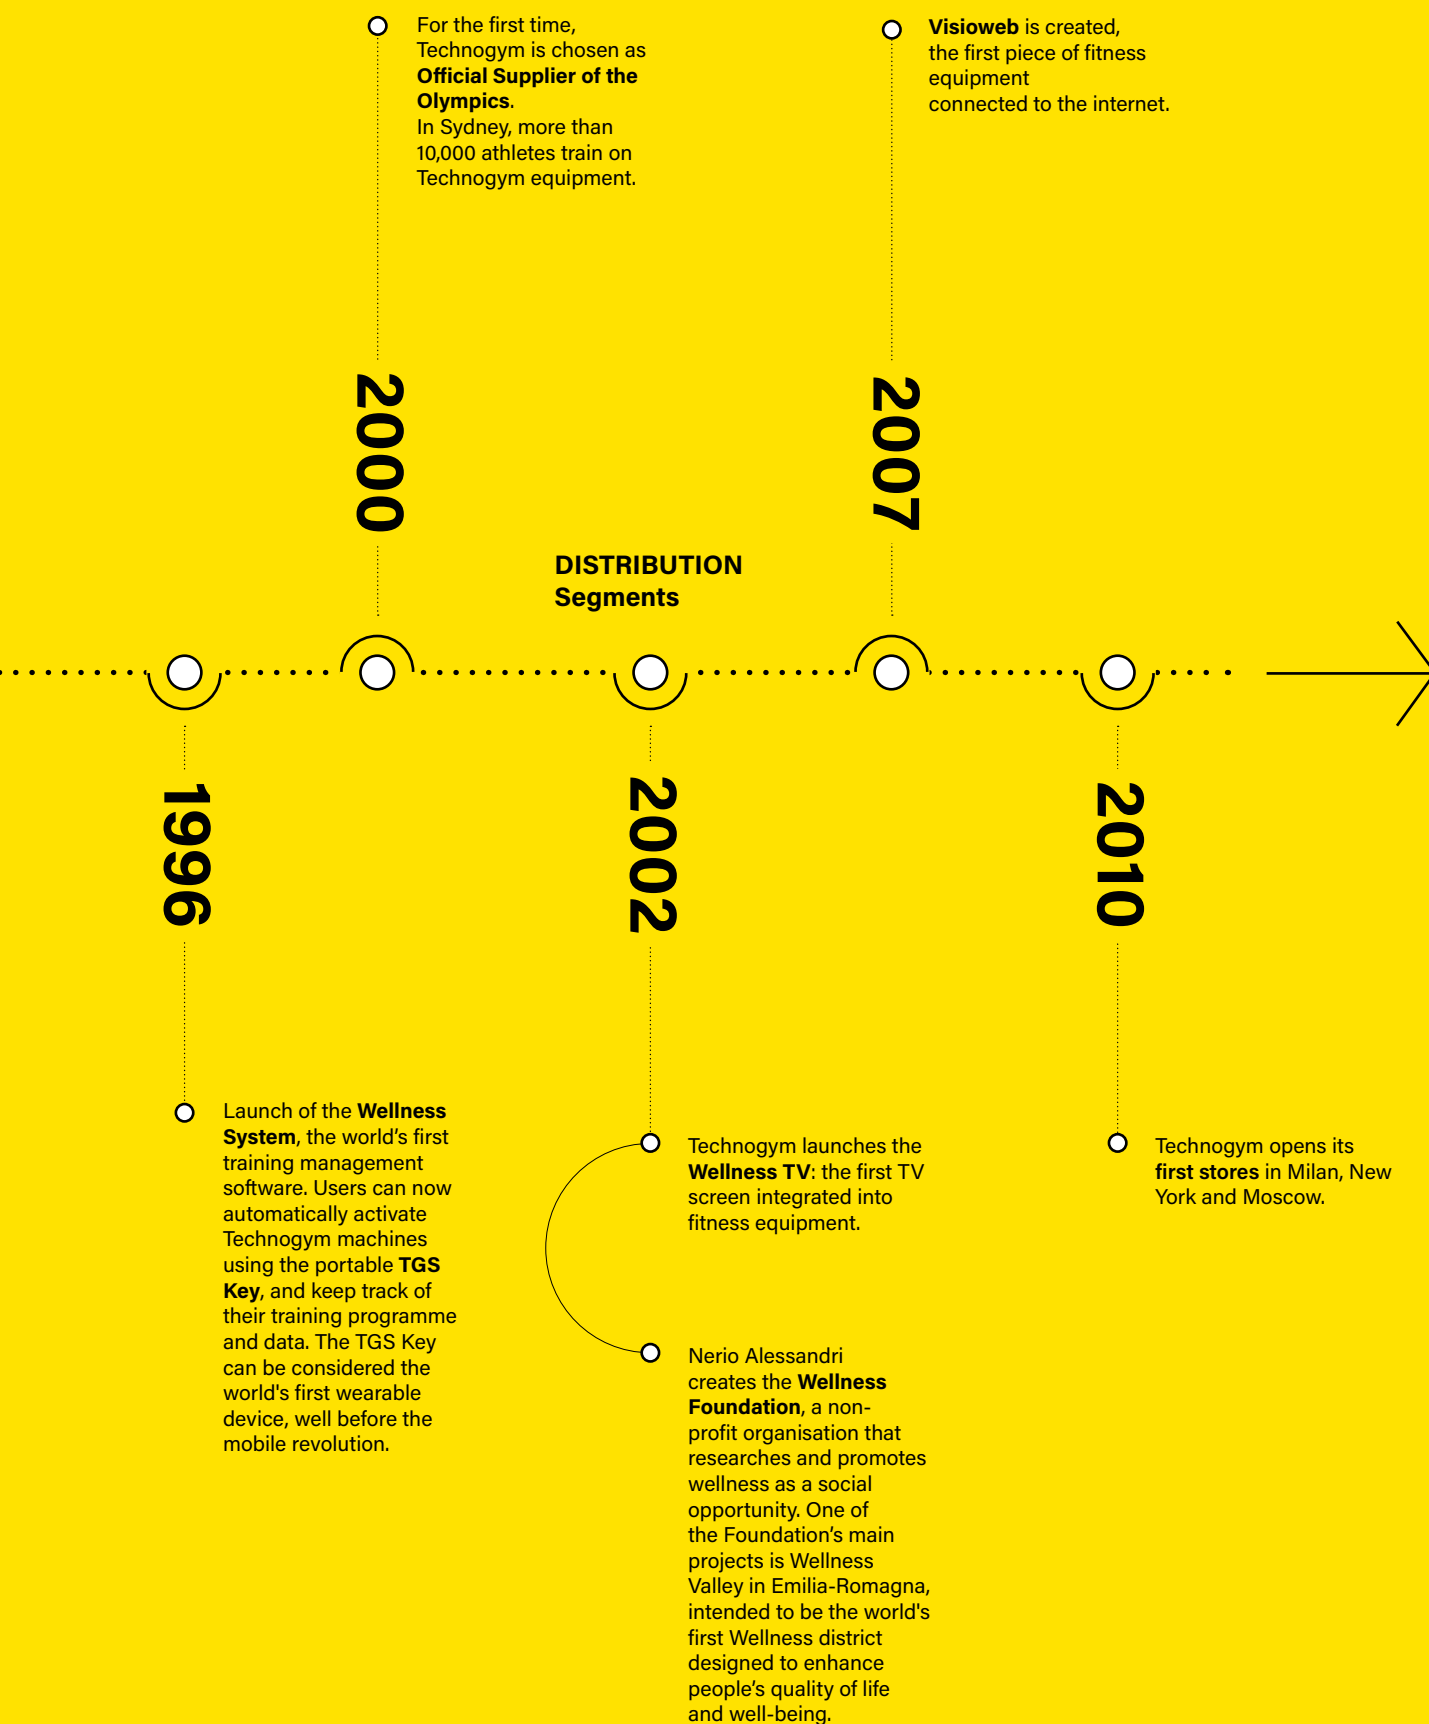 For the first time,
Technogym is chosen as
Official Supplier of the
Olympics.
In Sydney, more than
10,000 athletes train on
Technogym equipment.
Visioweb is created,
the first piece of fitness
equipment
connected to the internet.
2000
2007
DISTRIBUTION
Segments
1996
2002
2010
Launch of the Wellness
System, the world’s first
training management
software. Users can now
automatically activate
Technogym machines
using the portable TGS
Key, and keep track of
their training programme
and data. The TGS Key
can be considered the
world's first wearable
device, well before the
mobile revolution.
Technogym launches the
Wellness TV: the first TV
screen integrated into
fitness equipment.
Nerio Alessandri
creates the Wellness
Foundation, a non-
profit organisation that
researches and promotes
wellness as a social
opportunity. One of
the Foundation’s main
projects is Wellness
Valley in Emilia-Romagna,
intended to be the world's
first Wellness district
designed to enhance
people’s quality of life
and well-being.
Technogym opens its
first stores in Milan, New
York and Moscow.